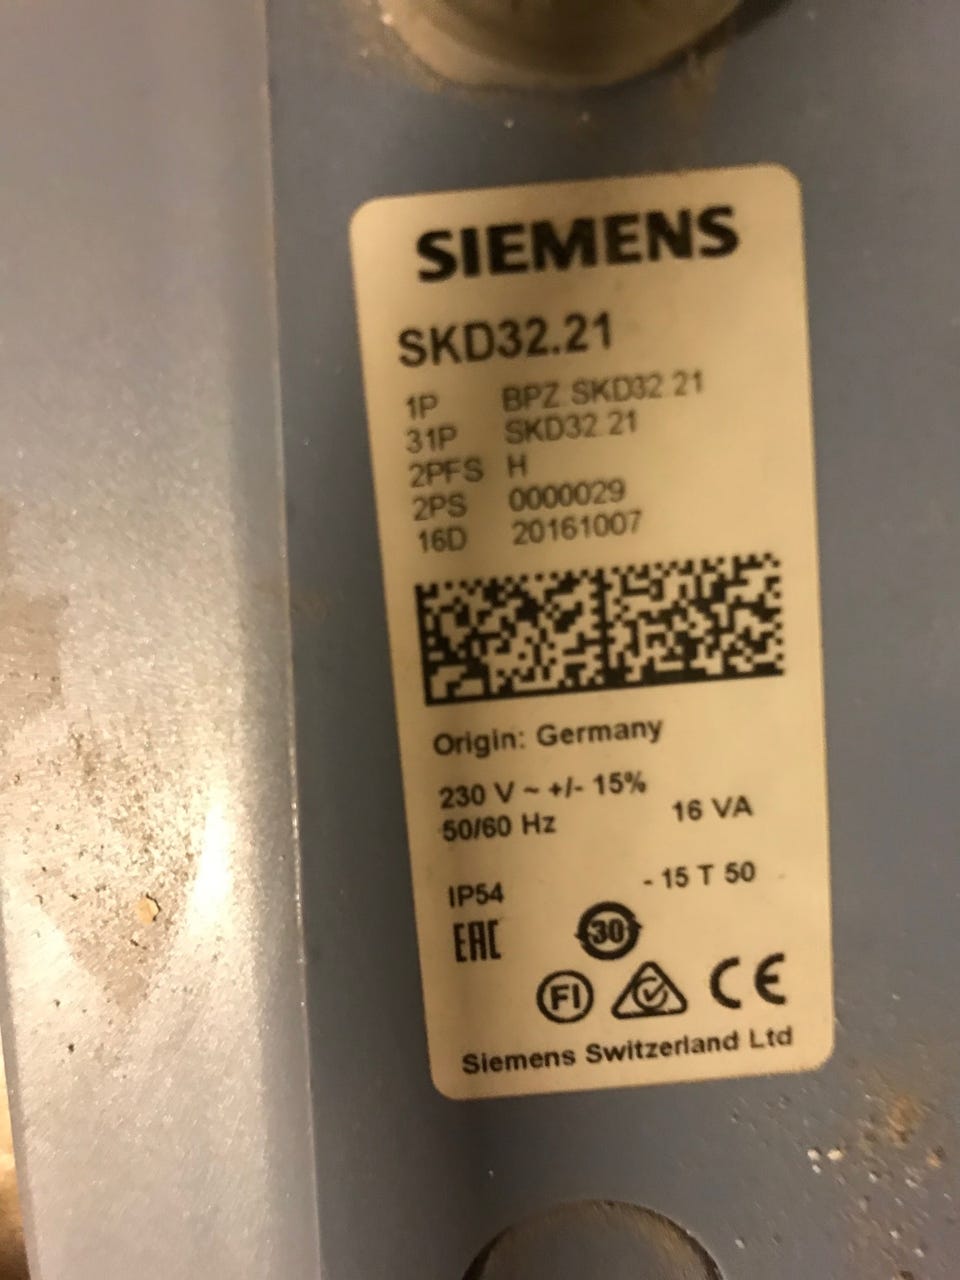 SIEMENS
SKD32.21
1P BPZ:SKD32.21
31P SKD32.21
2PFS H
2PS 0000029
16D 20161007
Origin: Germany
230 V ~ +/- 15%
50/60 Hz 16 VA
IP54 - 15 T 50
EAC 30
FI CE
Siemens Switzerland Ltd